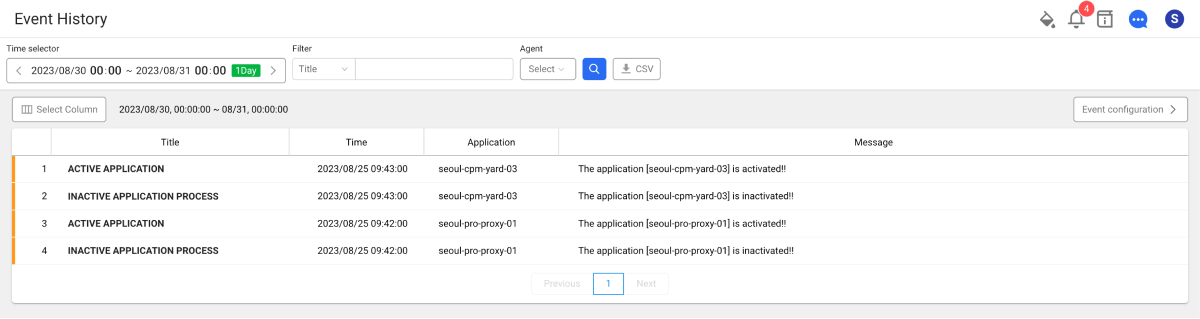 Event History
4
S
Time selector
Filter
Agent
2023/08/30 00:00 ~ 2023/08/31 00:00 1Day
Title
Select
CSV
Select Column
2023/08/30, 00:00:00 ~ 08/31, 00:00:00
Event configuration
Title Time Application Message
1 ACTIVE APPLICATION 2023/08/25 09:43:00 seoul-cpm-yard-03 The application [seoul-cpm-yard-03] is activated!!
2 INACTIVE APPLICATION PROCESS 2023/08/25 09:43:00 seoul-cpm-yard-03 The application [seoul-cpm-yard-03] is inactivated!!
3 ACTIVE APPLICATION 2023/08/25 09:42:00 seoul-pro-proxy-01 The application [seoul-pro-proxy-01] is activated!!
4 INACTIVE APPLICATION PROCESS 2023/08/25 09:42:00 seoul-pro-proxy-01 The application [seoul-pro-proxy-01] is inactivated!!
Previous 1 Next